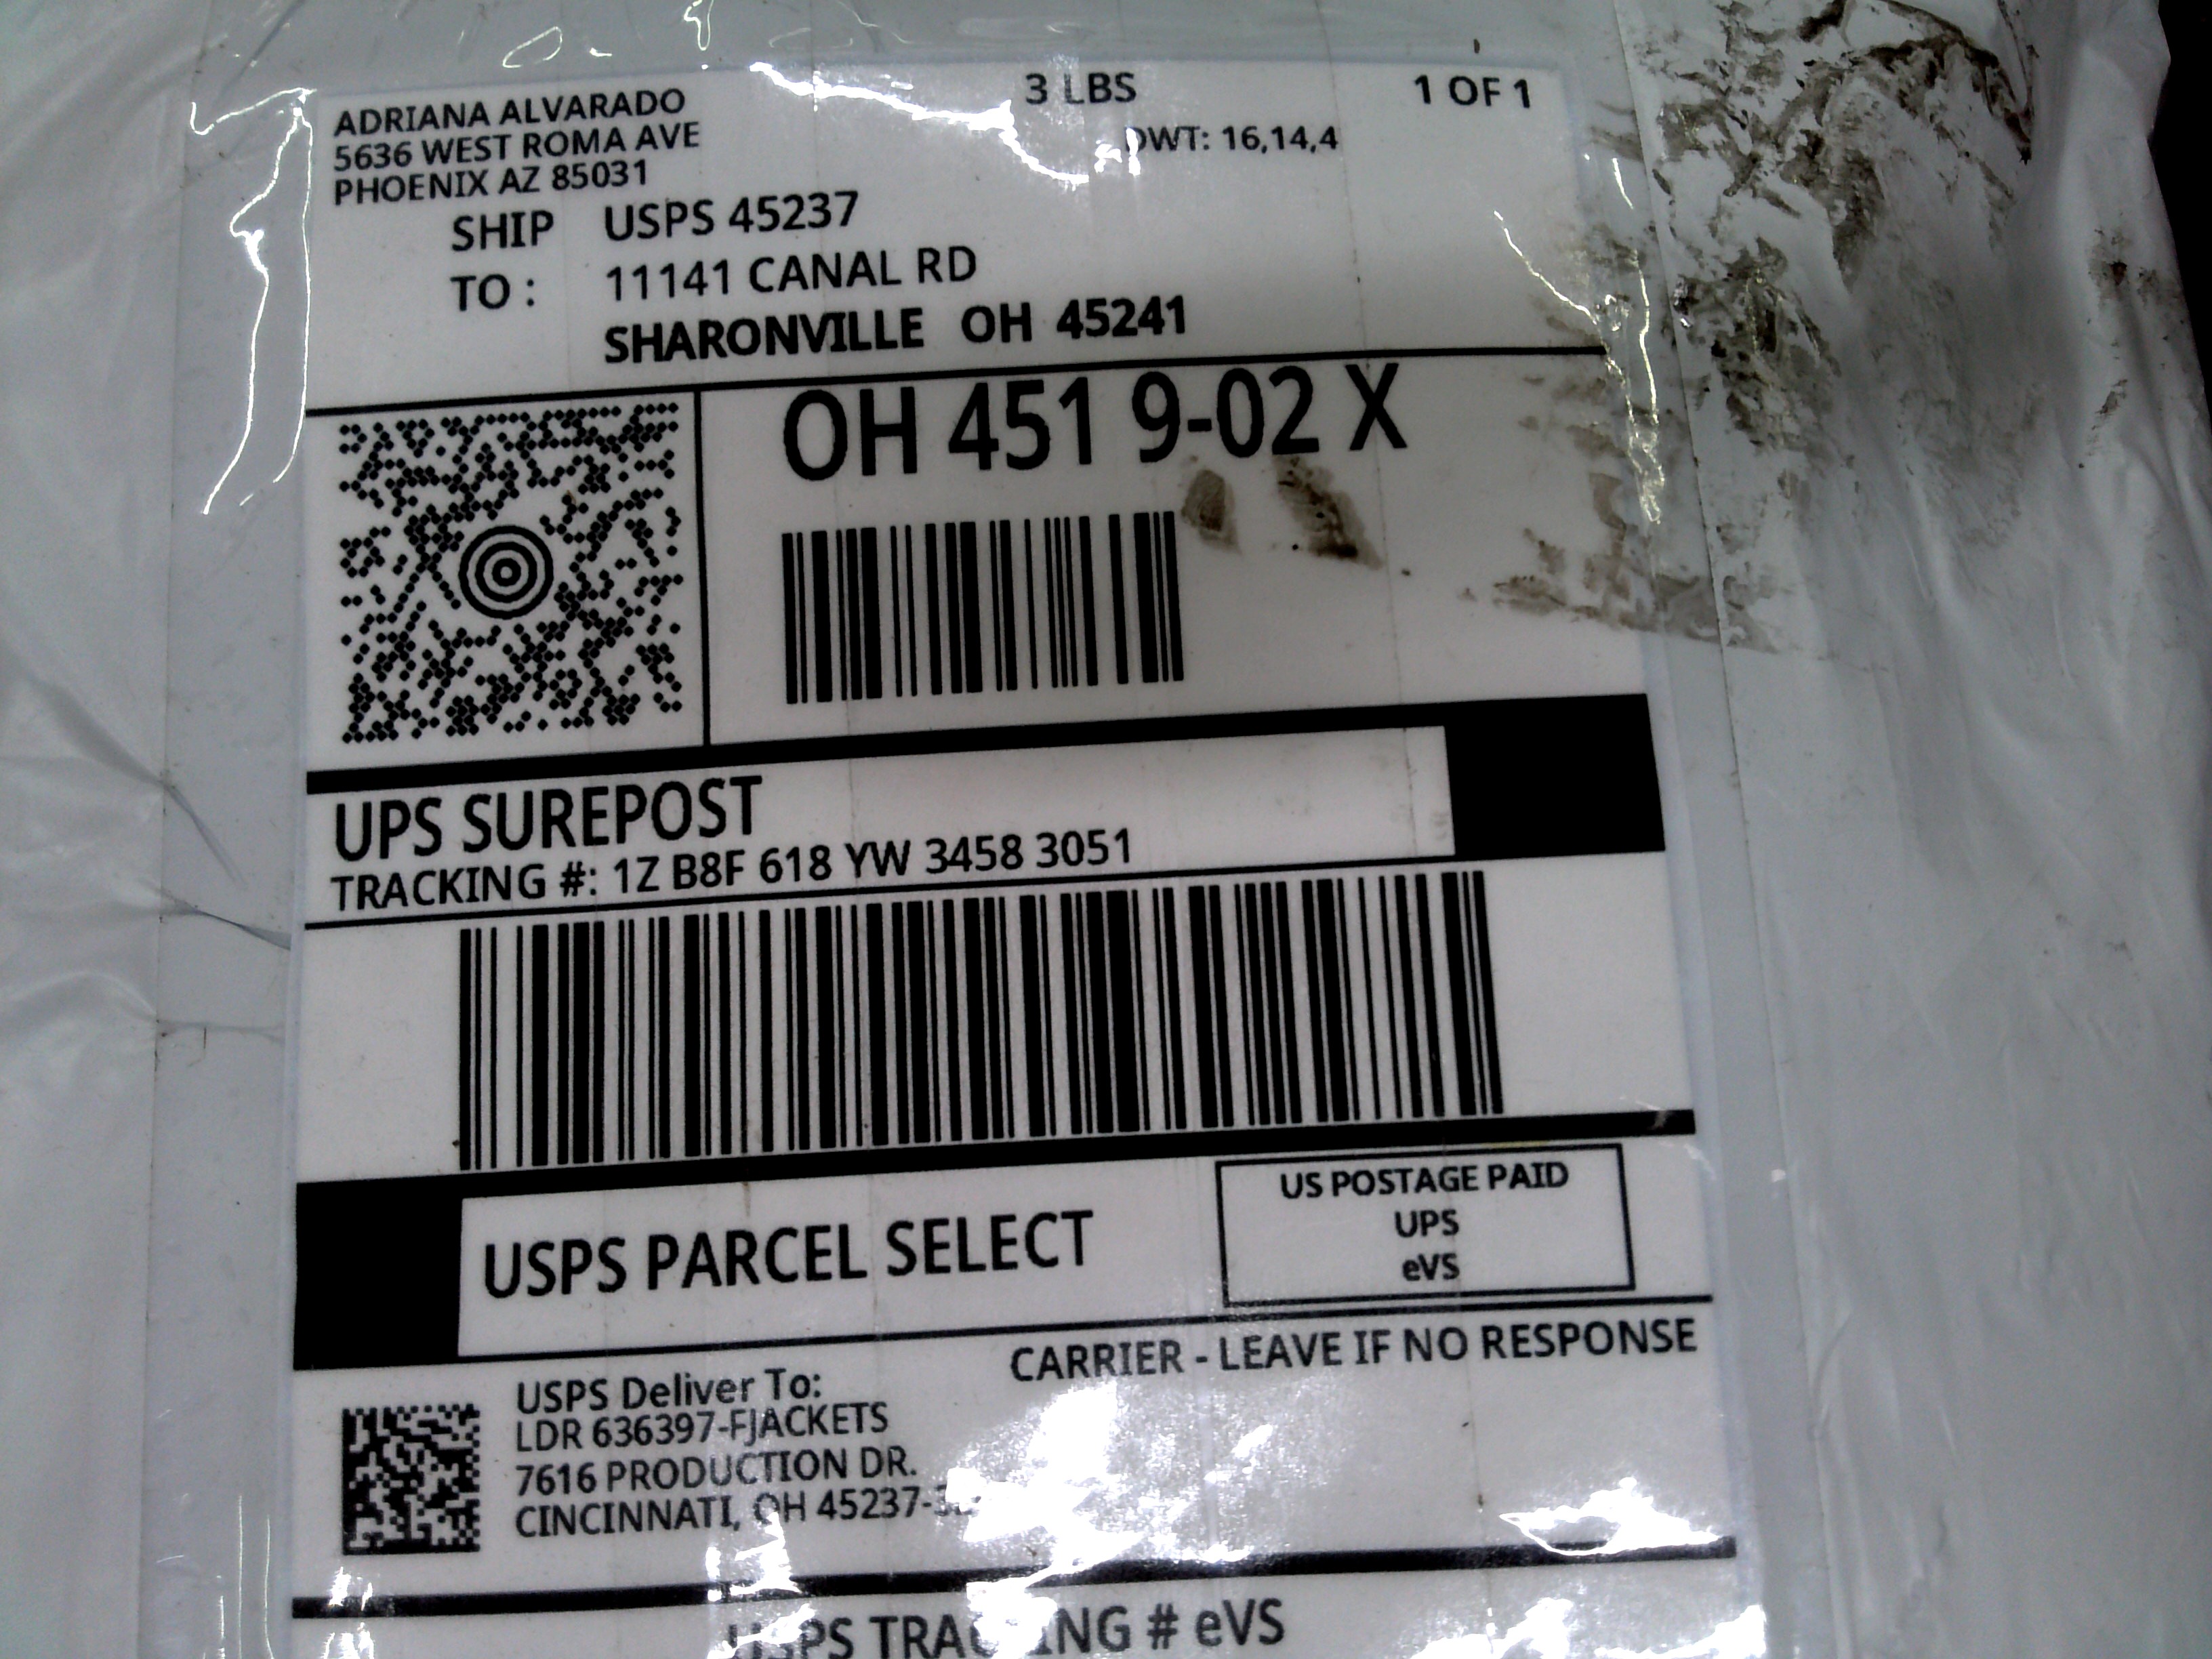 ADRIANA ALVARADO
5636 WEST ROMA AVE
PHOENIX AZ 85031
3 LBS
1 OF 1
DWT: 16,14,4
SHIP TO :
USPS 45237
11141 CANAL RD
SHARONVILLE OH 45241
OH 451 9-02 X
UPS SUREPOST
TRACKING #: 1Z B8F 618 YW 3458 3051
USPS PARCEL SELECT
US POSTAGE PAID
UPS
eVS
CARRIER - LEAVE IF NO RESPONSE
USPS Deliver To:
LDR 636397-FJACKETS
7616 PRODUCTION DR.
CINCINNATI, OH
USPS TRACKING # eVS